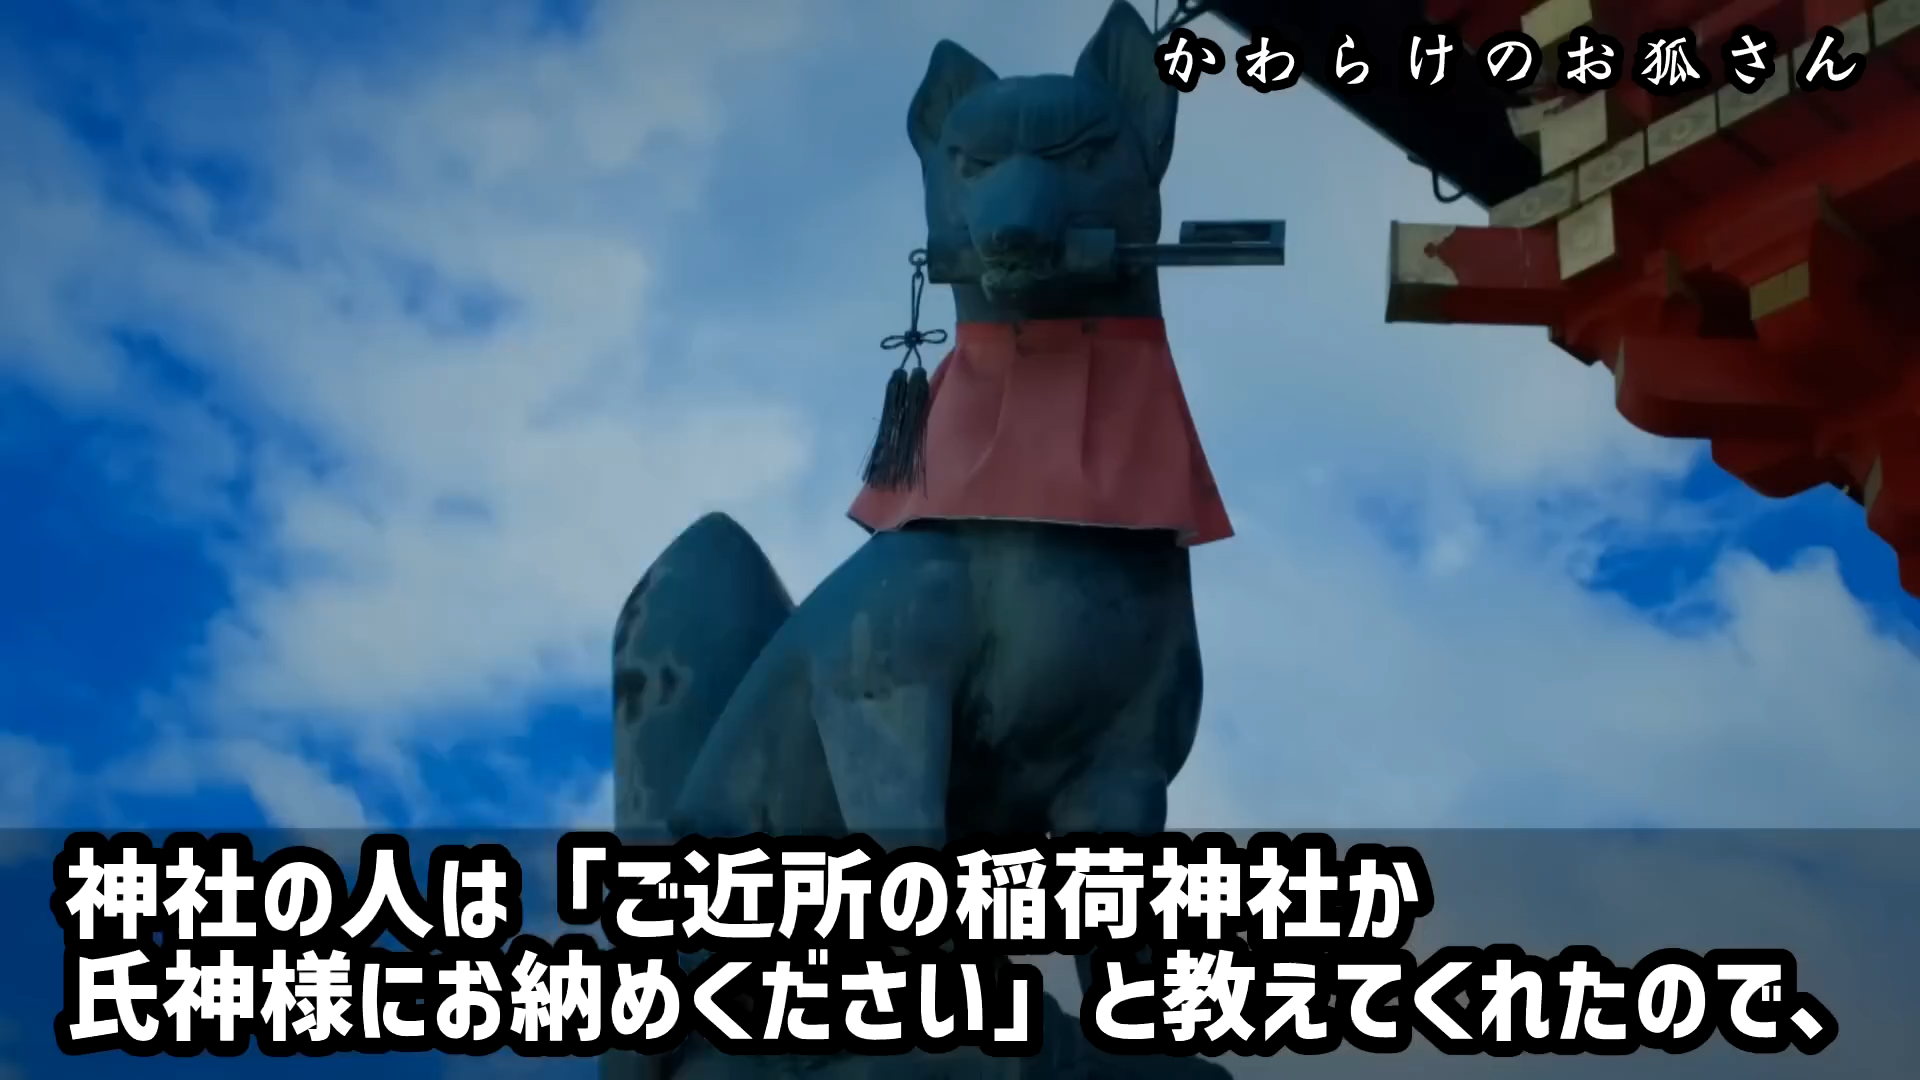 かわらけのお狐さん
神社の人は「ご近所の稲荷神社か
氏神様にお納めください」と教えてくれたので、